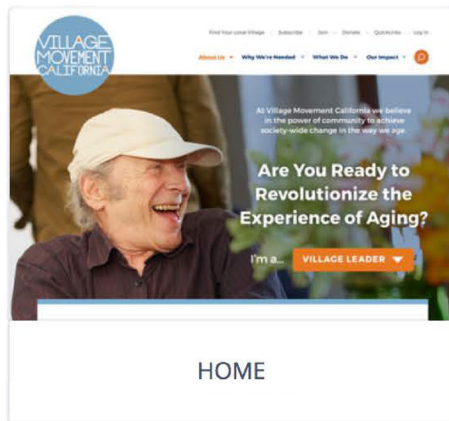 VILLAGE
MOVEMENT
CALIFORNIA
Find Your Local Village Subscribe Join Donate Quicklinks Log In
About Us Why We're Needed What We Do Our Impact
At Village Movement California we believe
in the power of community to achieve
society-wide change in the way we age.
Are You Ready to
Revolutionize the
Experience of Aging?
I'm a... VILLAGE LEADER
HOME